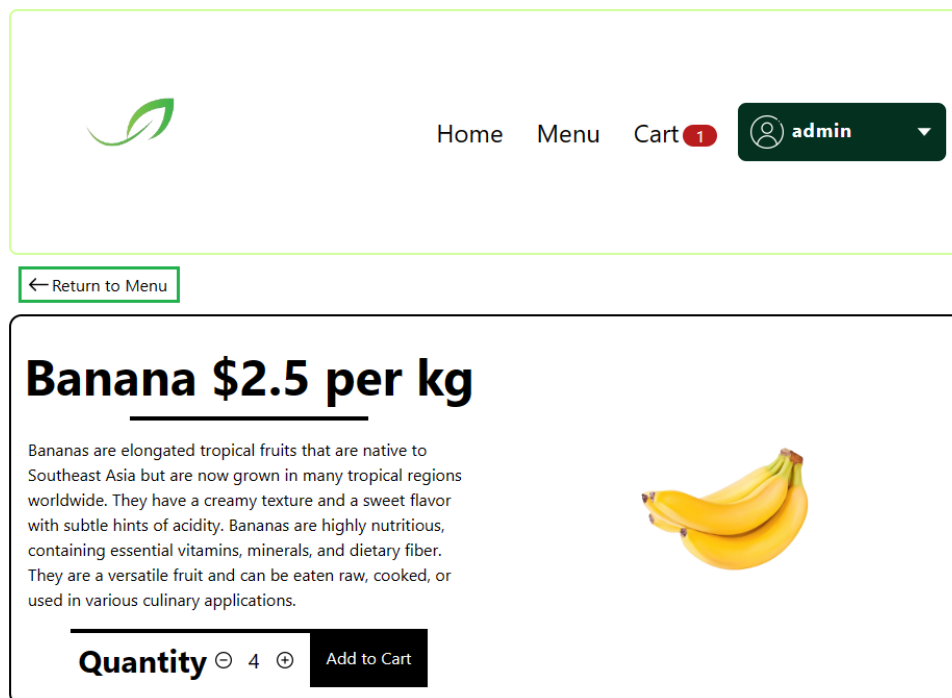 Home Menu Cart 1 admin
Return to Menu
Banana $2.5 per kg
Bananas are elongated tropical fruits that are native to
Southeast Asia but are now grown in many tropical regions
worldwide. They have a creamy texture and a sweet flavor
with subtle hints of acidity. Bananas are highly nutritious,
containing essential vitamins, minerals, and dietary fiber.
They are a versatile fruit and can be eaten raw, cooked, or
used in various culinary applications.
Quantity 4 Add to Cart